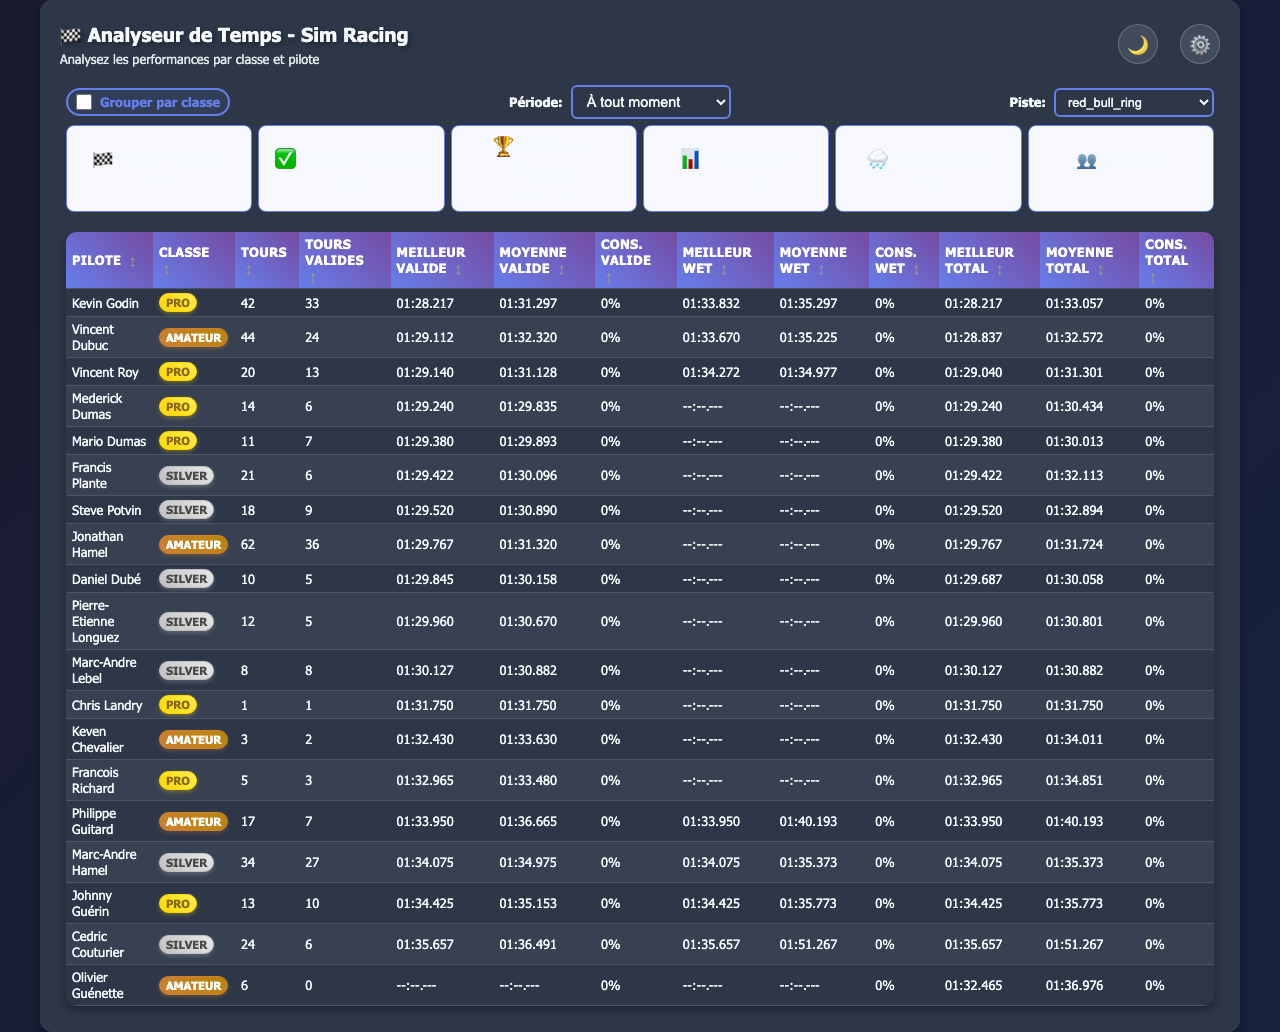 🏁 Analyseur de Temps - Sim Racing
Analysez les performances par classe et pilote
Grouper par classe
Période: À tout moment
Piste: red_bull_ring
PILOTE CLASSE TOURS TOURS VALIDES MEILLEUR VALIDE MOYENNE VALIDE CONS. VALIDE MEILLEUR WET MOYENNE WET CONS. WET MEILLEUR TOTAL MOYENNE TOTAL CONS. TOTAL
Kevin Godin PRO 42 33 01:28.217 01:31.297 0% 01:33.832 01:35.297 0% 01:28.217 01:33.057 0%
Vincent Dubuc AMATEUR 44 24 01:29.112 01:32.320 0% 01:33.670 01:35.225 0% 01:28.837 01:32.572 0%
Vincent Roy PRO 20 13 01:29.140 01:31.128 0% 01:34.272 01:34.977 0% 01:29.040 01:31.301 0%
Mederick Dumas PRO 14 6 01:29.240 01:29.835 0% --:--.--- --:--.--- 0% 01:29.240 01:30.434 0%
Mario Dumas PRO 11 7 01:29.380 01:29.893 0% --:--.--- --:--.--- 0% 01:29.380 01:30.013 0%
Francis Plante SILVER 21 6 01:29.422 01:30.096 0% --:--.--- --:--.--- 0% 01:29.422 01:32.113 0%
Steve Potvin SILVER 18 9 01:29.520 01:30.890 0% --:--.--- --:--.--- 0% 01:29.520 01:32.894 0%
Jonathan Hamel AMATEUR 62 36 01:29.767 01:31.320 0% --:--.--- --:--.--- 0% 01:29.767 01:31.724 0%
Daniel Dubé SILVER 10 5 01:29.845 01:30.158 0% --:--.--- --:--.--- 0% 01:29.687 01:30.058 0%
Pierre-Etienne Longuez SILVER 12 5 01:29.960 01:30.670 0% --:--.--- --:--.--- 0% 01:29.960 01:30.801 0%
Marc-Andre Lebel SILVER 8 8 01:30.127 01:30.882 0% --:--.--- --:--.--- 0% 01:30.127 01:30.882 0%
Chris Landry PRO 1 1 01:31.750 01:31.750 0% --:--.--- --:--.--- 0% 01:31.750 01:31.750 0%
Keven Chevalier AMATEUR 3 2 01:32.430 01:33.630 0% --:--.--- --:--.--- 0% 01:32.430 01:34.011 0%
Francois Richard PRO 5 3 01:32.965 01:33.480 0% --:--.--- --:--.--- 0% 01:32.965 01:34.851 0%
Philippe Guitard AMATEUR 17 7 01:33.950 01:36.665 0% 01:33.950 01:40.193 0% 01:33.950 01:40.193 0%
Marc-Andre Hamel SILVER 34 27 01:34.075 01:34.975 0% 01:34.075 01:35.373 0% 01:34.075 01:35.373 0%
Johnny Guérin PRO 13 10 01:34.425 01:35.153 0% 01:34.425 01:35.773 0% 01:34.425 01:35.773 0%
Cedric Couturier SILVER 24 6 01:35.657 01:36.491 0% 01:35.657 01:51.267 0% 01:35.657 01:51.267 0%
Olivier Guénette AMATEUR 6 0 --:--.--- --:--.--- 0% --:--.--- --:--.--- 0% 01:32.465 01:36.976 0%